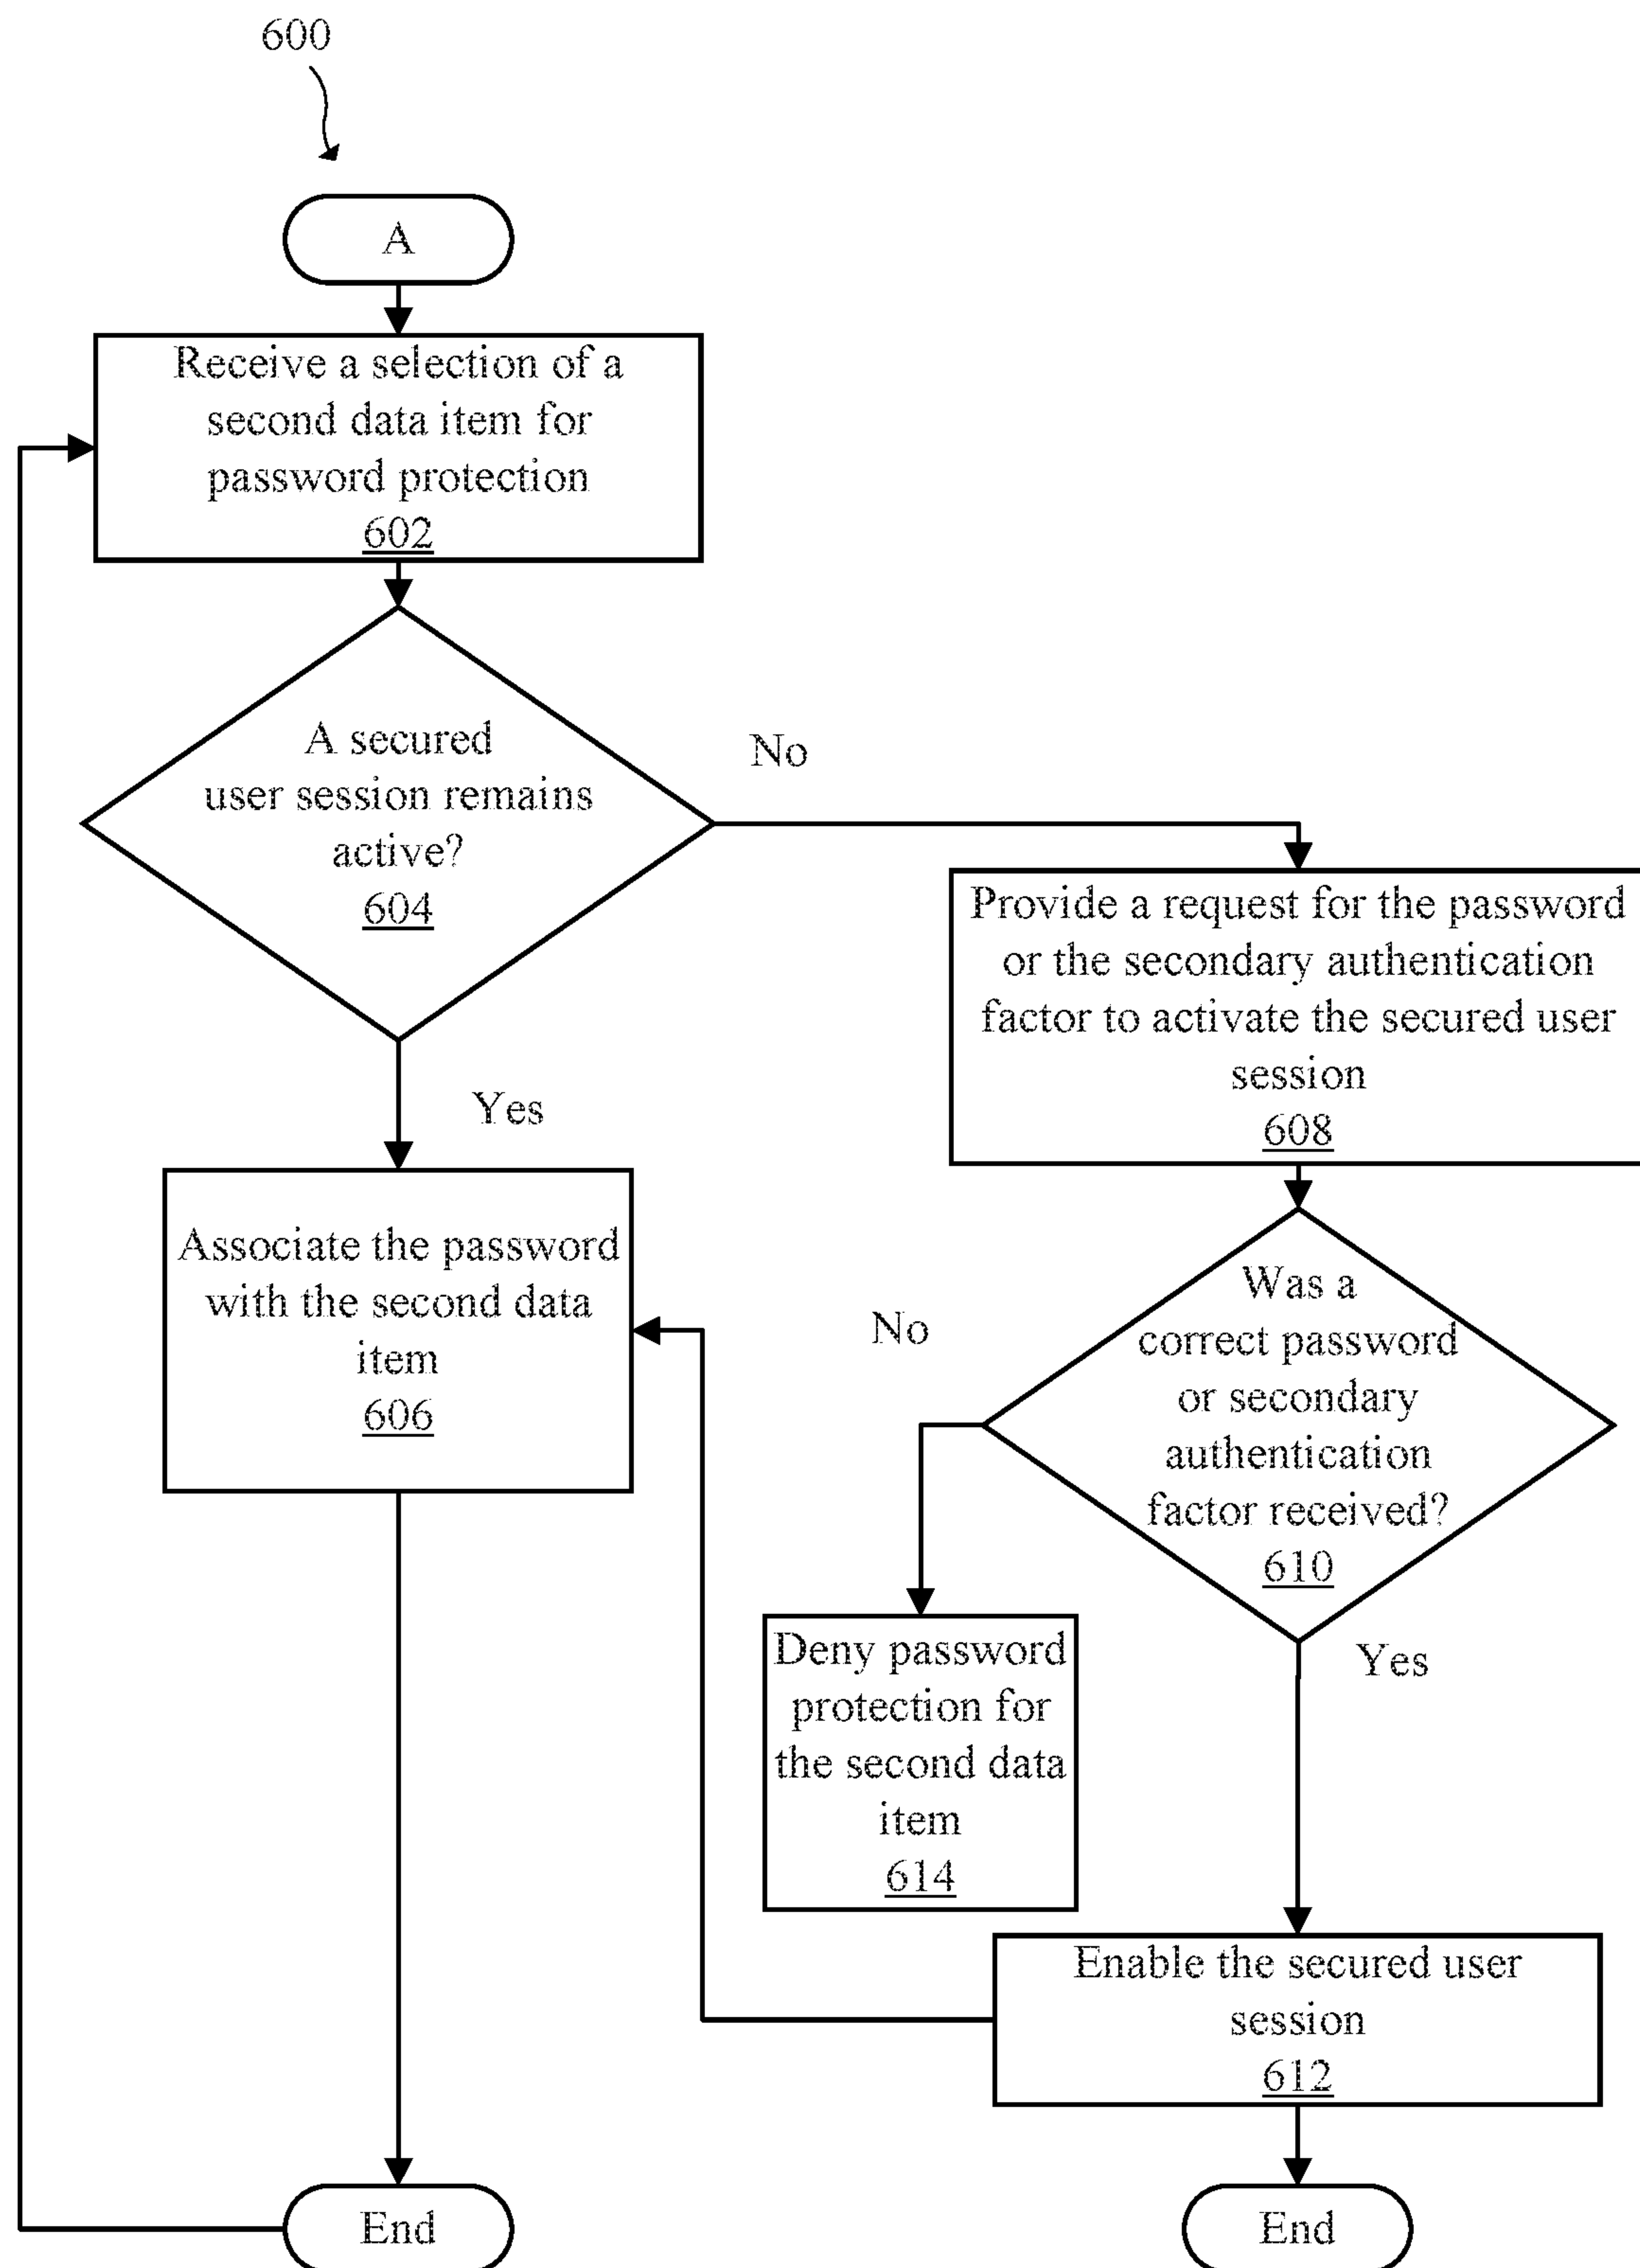 600
A
Receive a selection of a
second data item for
password protection
602
A secured
user session remains
active?
604
No
Yes
Associate the password
with the second data
item
606
Provide a request for the password
or the secondary authentication
factor to activate the secured user
session
608
Was a
correct password
or secondary
authentication
factor received?
610
No
Yes
Deny password
protection for
the second data
item
614
Enable the secured user
session
612
End
End